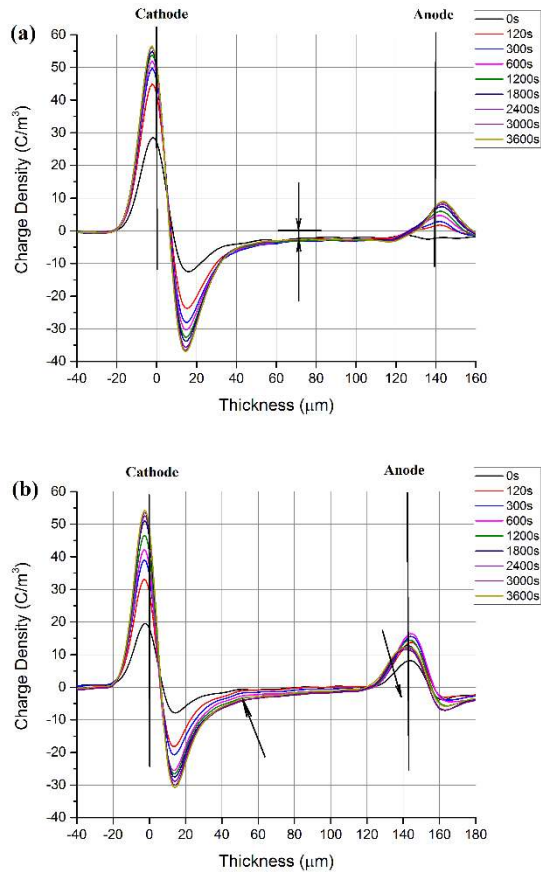 (a)
Cathode
Anode
60
50
40
30
20
10
0
-10
-20
-30
-40
Charge Density (C/m³)
-40 -20 0 20 40 60 80 100 120 140 160
Thickness (μm)
0s
120s
300s
600s
1200s
1800s
2400s
3000s
3600s
(b)
Cathode
Anode
60
50
40
30
20
10
0
-10
-20
-30
-40
Charge Density (C/m³)
-40 -20 0 20 40 60 80 100 120 140 160 180
Thickness (μm)
0s
120s
300s
600s
1200s
1800s
2400s
3000s
3600s